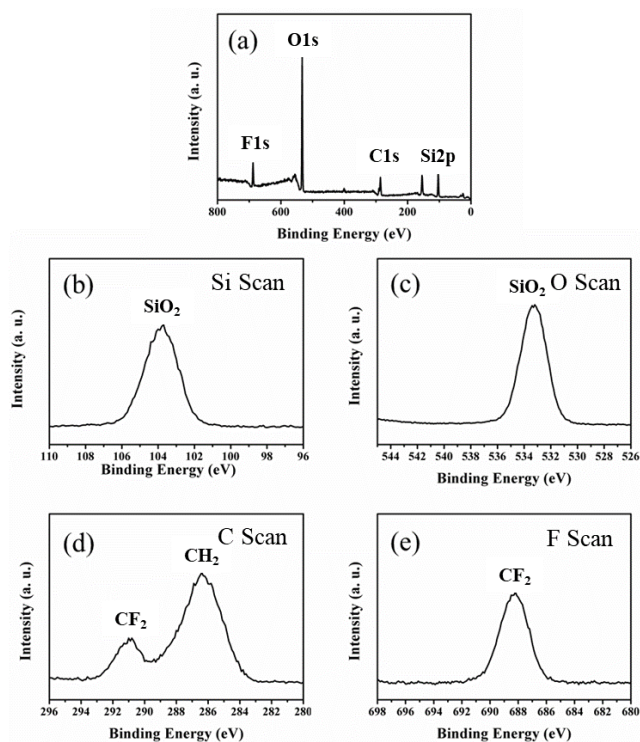 (a)
O1s
F1s
C1s
Si2p
Intensity (a. u.)
800 600 400 200 0
Binding Energy (eV)
(b)
Si Scan
SiO₂
Intensity (a. u.)
110 108 106 104 102 100 98 96
Binding Energy (eV)
(c)
SiO₂ O Scan
Intensity (a. u.)
544 542 540 538 536 534 532 530 528 526
Binding Energy (eV)
(d)
C Scan
CH₂
CF₂
Intensity (a. u.)
296 294 292 290 288 286 284 282 280
Binding Energy (eV)
(e)
F Scan
CF₂
Intensity (a. u.)
698 696 694 692 690 688 686 684 682 680
Binding Energy (eV)